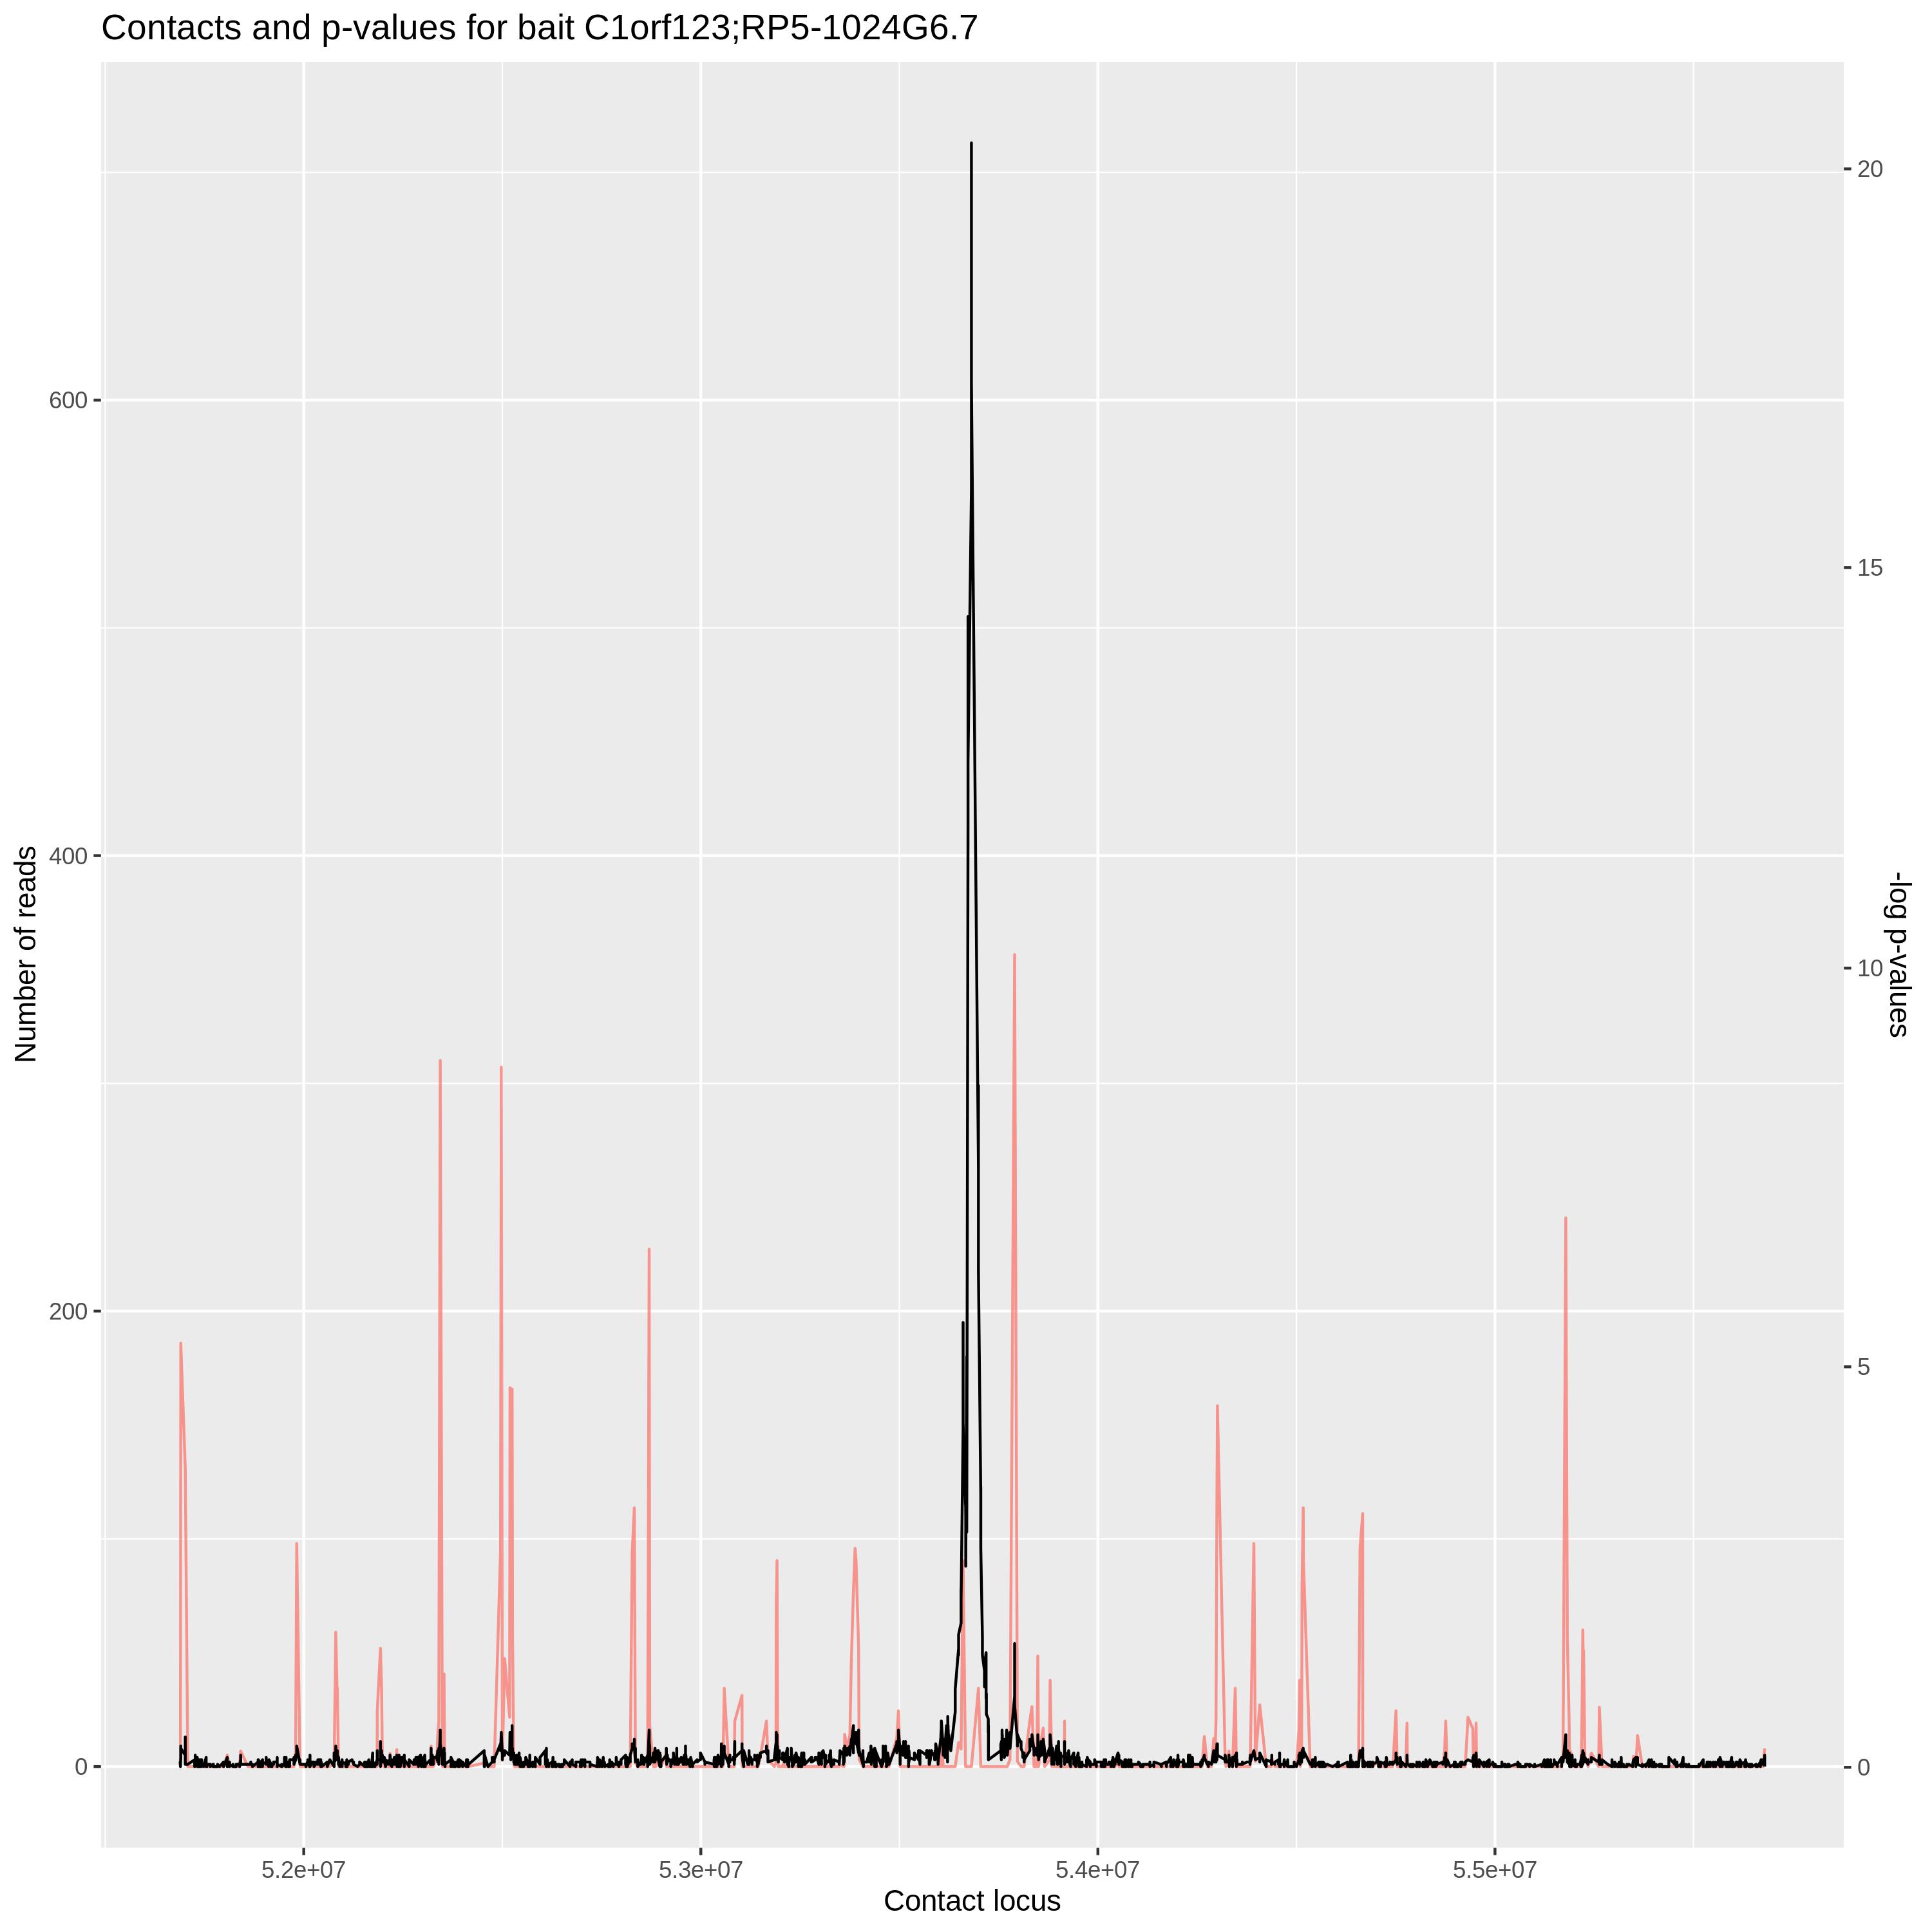 Contacts and p-values for bait C1orf123;RP5-1024G6.7
Number of reads
600
400
200
0
20
15
10
5
0
-log p-values
5.2e+07 5.3e+07 5.4e+07 5.5e+07
Contact locus